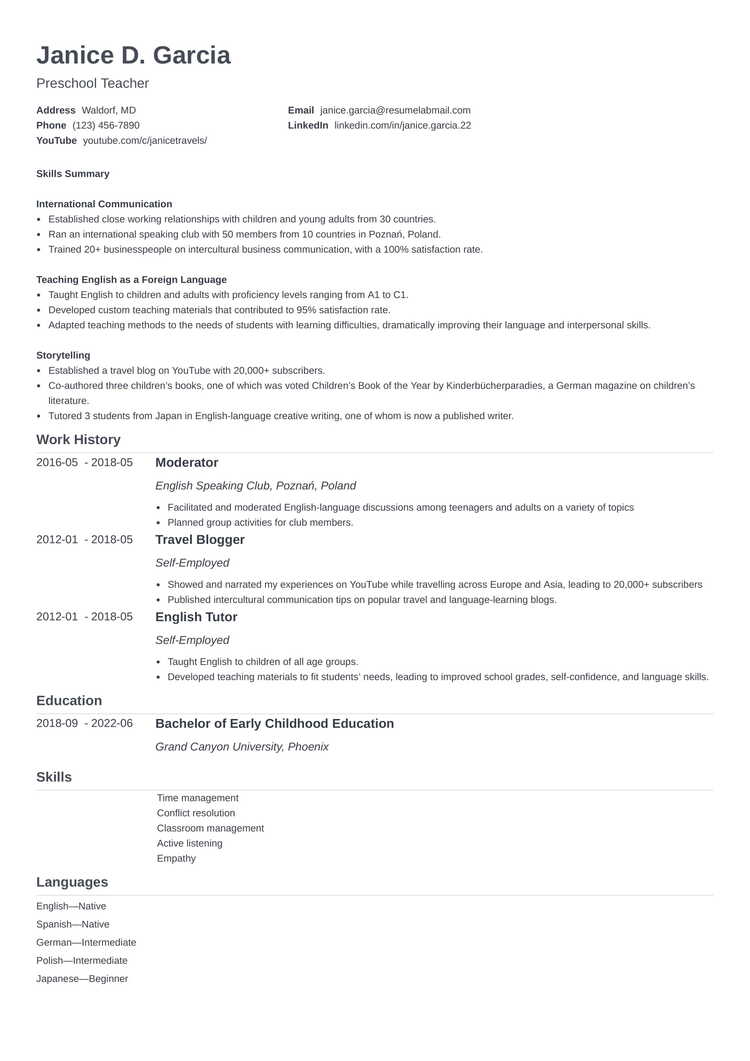 Janice D. Garcia
Preschool Teacher
Address Waldorf, MD
Email janice.garcia@resumelabmail.com
Phone (123) 456-7890
LinkedIn linkedin.com/in/janice.garcia.22
YouTube youtube.com/c/janicetravels/
Skills Summary
International Communication
• Established close working relationships with children and young adults from 30 countries.
• Ran an international speaking club with 50 members from 10 countries in Poznań, Poland.
• Trained 20+ businesspeople on intercultural business communication, with a 100% satisfaction rate.
Teaching English as a Foreign Language
• Taught English to children and adults with proficiency levels ranging from A1 to C1.
• Developed custom teaching materials that contributed to 95% satisfaction rate.
• Adapted teaching methods to the needs of students with learning difficulties, dramatically improving their language and interpersonal skills.
Storytelling
• Established a travel blog on YouTube with 20,000+ subscribers.
• Co-authored three children's books, one of which was voted Children's Book of the Year by Kinderbücherparadies, a German magazine on children's
literature.
• Tutored 3 students from Japan in English-language creative writing, one of whom is now a published writer.
Work History
2016-05 - 2018-05 Moderator
English Speaking Club, Poznań, Poland
• Facilitated and moderated English-language discussions among teenagers and adults on a variety of topics
• Planned group activities for club members.
2012-01 - 2018-05 Travel Blogger
Self-Employed
• Showed and narrated my experiences on YouTube while travelling across Europe and Asia, leading to 20,000+ subscribers
• Published intercultural communication tips on popular travel and language-learning blogs.
2012-01 - 2018-05 English Tutor
Self-Employed
• Taught English to children of all age groups.
• Developed teaching materials to fit students' needs, leading to improved school grades, self-confidence, and language skills.
Education
2018-09 - 2022-06 Bachelor of Early Childhood Education
Grand Canyon University, Phoenix
Skills
Time management
Conflict resolution
Classroom management
Active listening
Empathy
Languages
English—Native
Spanish—Native
German—Intermediate
Polish—Intermediate
Japanese—Beginner